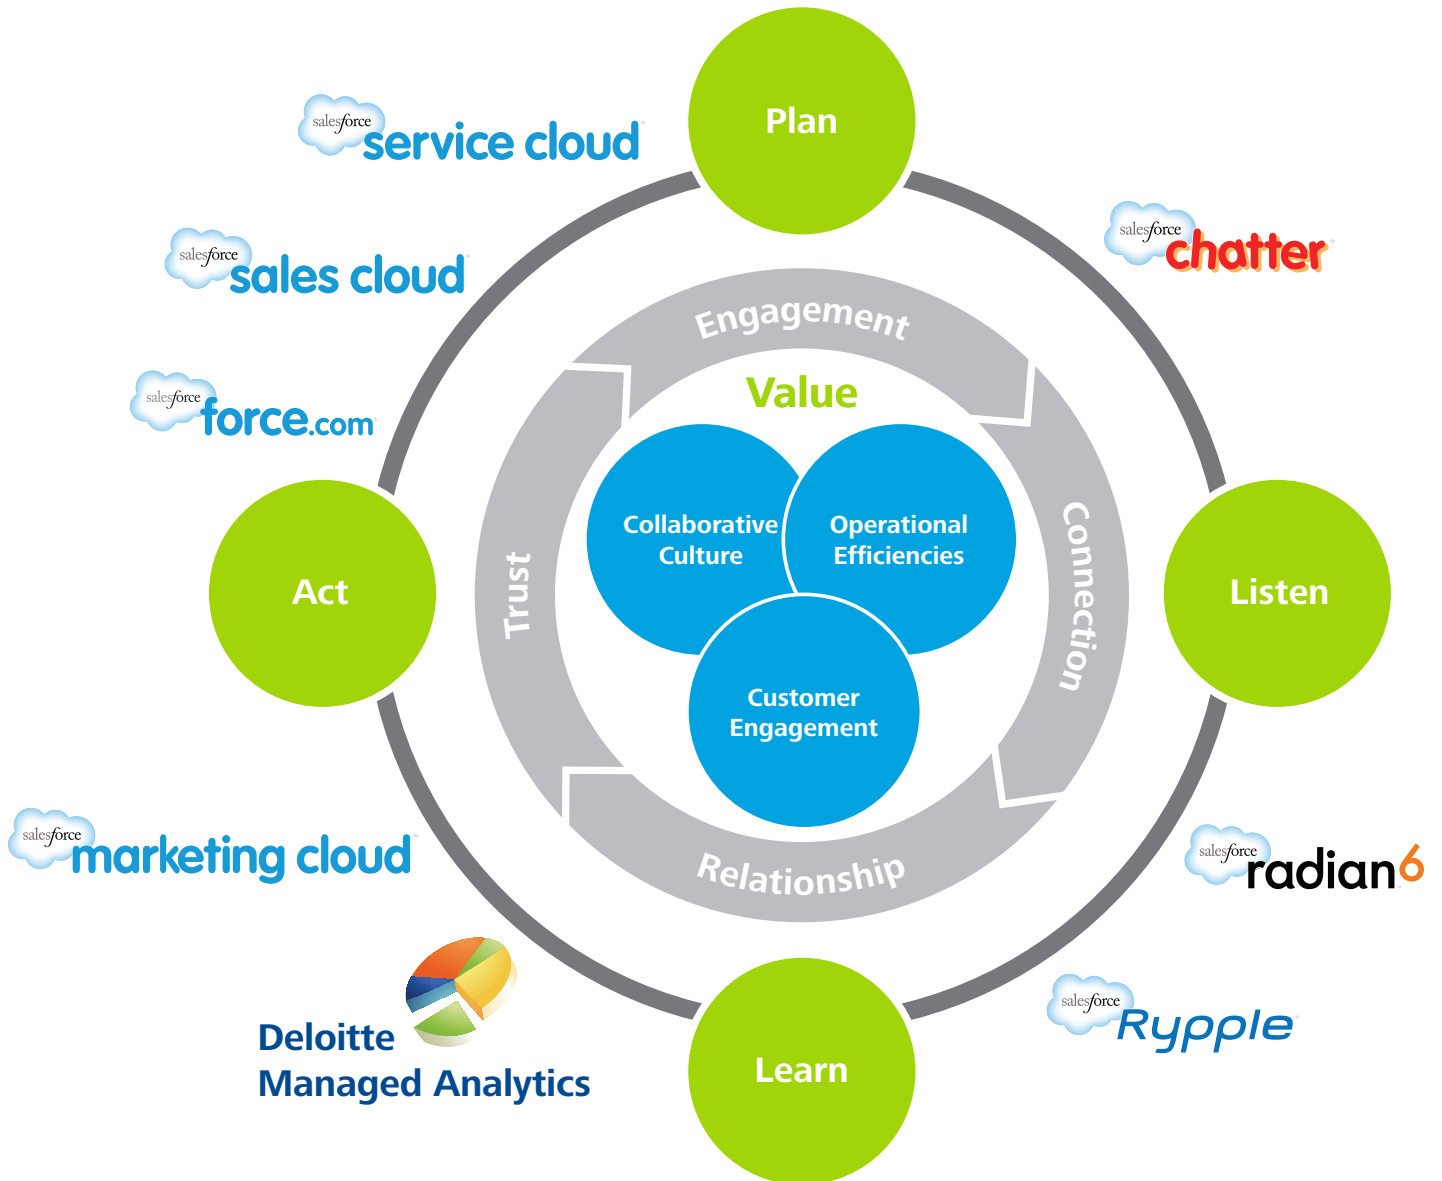 Plan
salesforce
service cloud
salesforce
chatter
salesforce
sales cloud
Engagement
salesforce
force.com
Value
Collaborative
Culture
Operational
Efficiencies
Connection
Trust
Act
Listen
Customer
Engagement
salesforce
marketing cloud
salesforce
radian6
Relationship
Deloitte
Managed Analytics
salesforce
Rypple
Learn